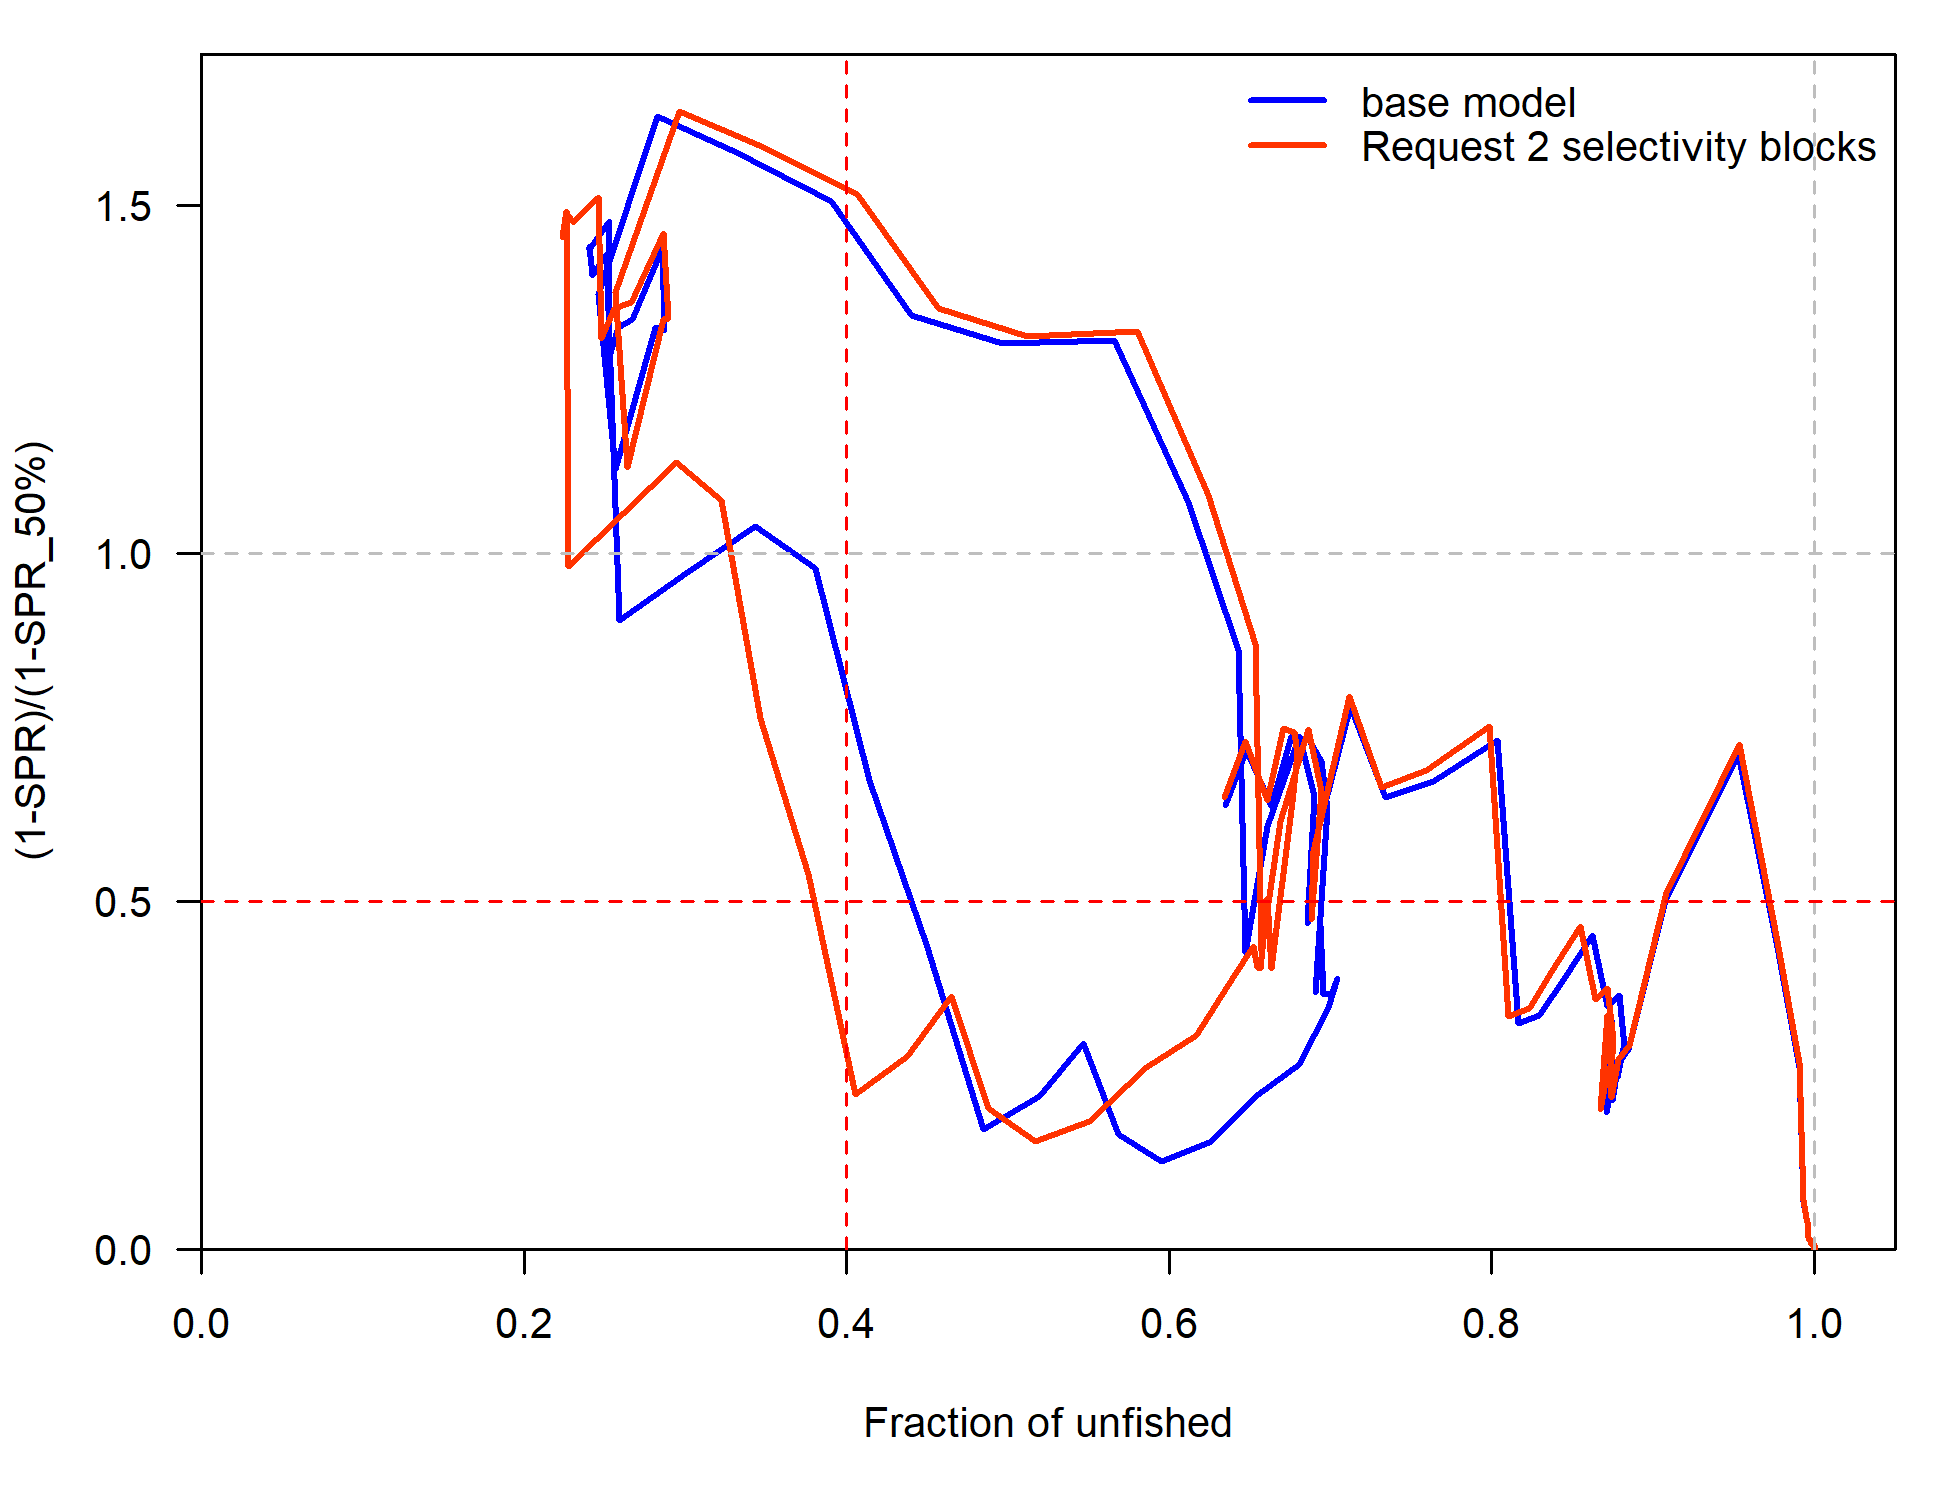 base model
Request 2 selectivity blocks
(1-SPR)/(1-SPR_50%)
1.5
1.0
0.5
0.0
0.0 0.2 0.4 0.6 0.8 1.0
Fraction of unfished